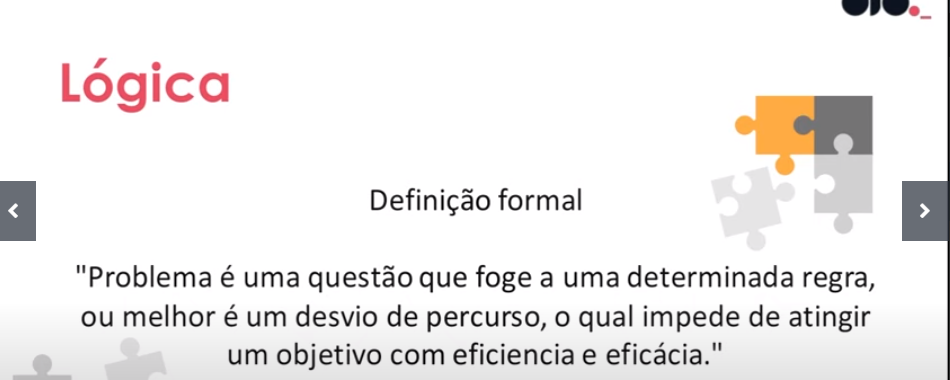 Lógica
Definição formal
"Problema é uma questão que foge a uma determinada regra,
ou melhor é um desvio de percurso, o qual impede de atingir
um objetivo com eficiencia e eficácia."